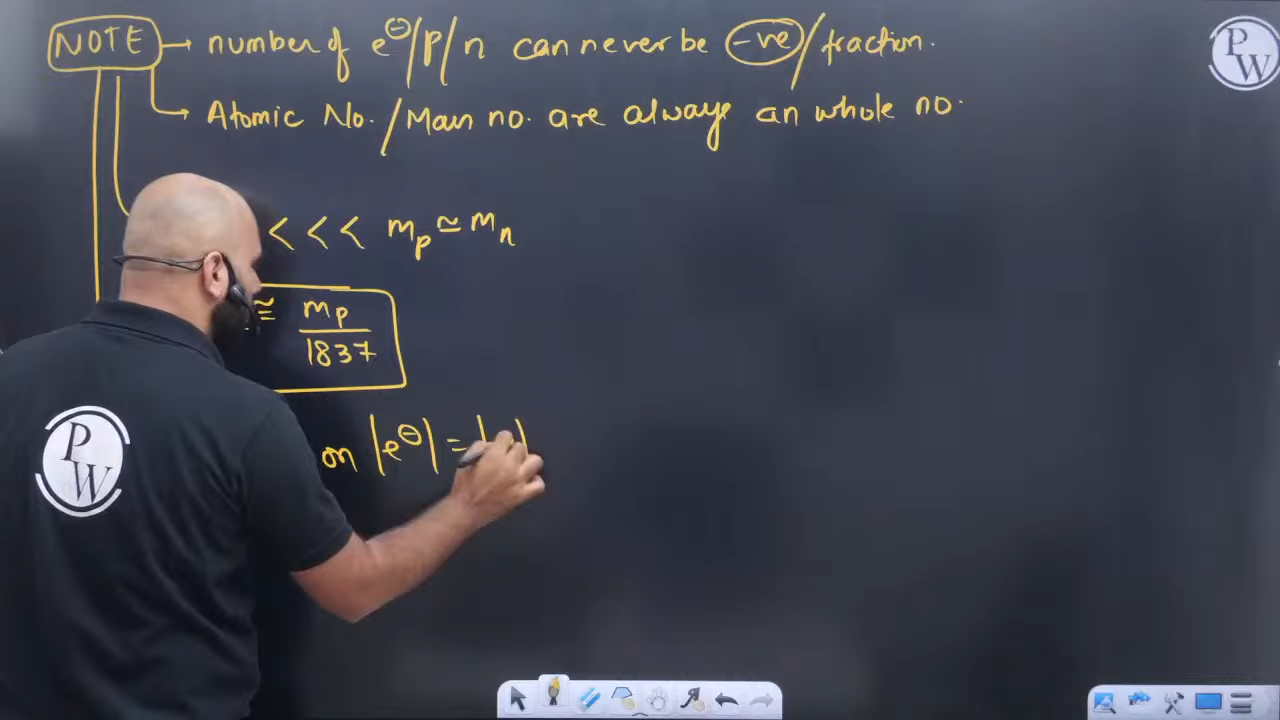 NOTE → number of e⊖/p/n can never be -ve/fraction.
→ Atomic No./Mass no. are always an whole no.
<<< mp ≃ mn
≅ mp/1837
on |e⊖| = |
PW
PW